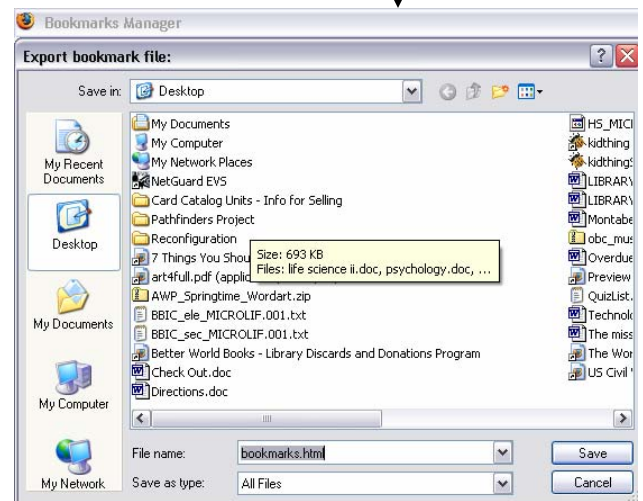 Bookmarks Manager
Export bookmark file:
Save in:
Desktop
My Recent
Documents
Desktop
My Documents
My Computer
My Network
My Documents
My Computer
My Network Places
NetGuard EVS
Card Catalog Units - Info for Selling
Pathfinders Project
Reconfiguration
7 Things You Shou
art4full.pdf (applic
AWP_Springtime_Wordart.zip
BBIC_ele_MICROLIF.001.txt
BBIC_sec_MICROLIF.001.txt
Better World Books - Library Discards and Donations Program
Check Out.doc
Directions.doc
Size: 693 KB
Files: life science ii.doc, psychology.doc, ...
HS_MICI
kidthing
kidthingS
LIBRARY
LIBRARY
Montabe
obc_mus
Overdue
Preview
QuizList.
Technolo
The miss
The Wor
US Civil
File name:
bookmarks.html
Save
Save as type:
All Files
Cancel